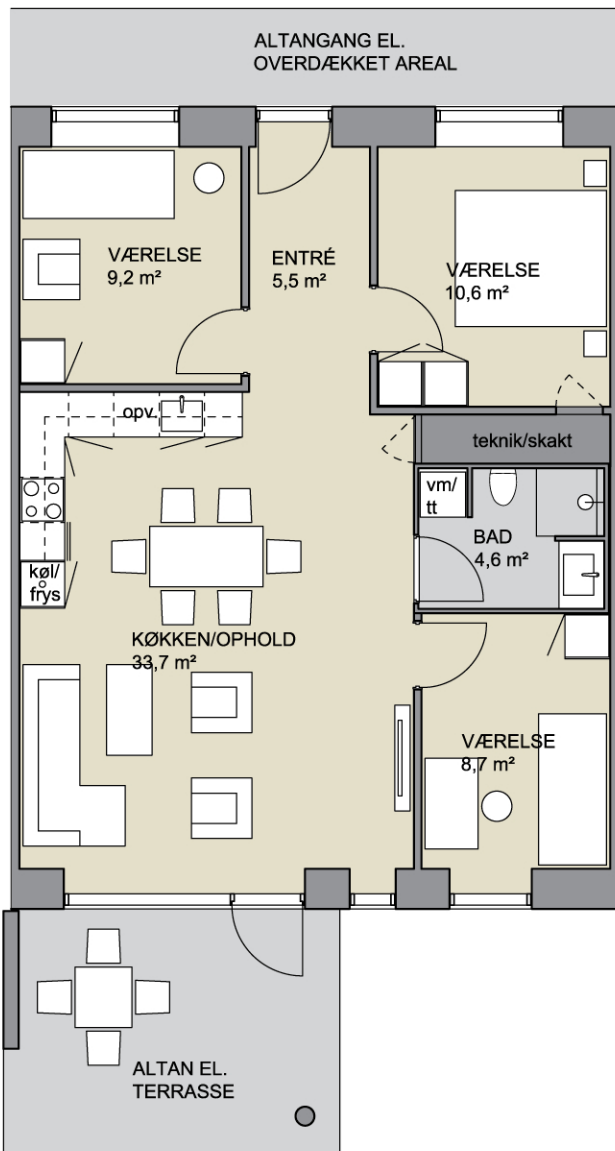 ALTANGANG EL.
OVERDÆKKET AREAL
VÆRELSE
9,2 m²
ENTRÉ
5,5 m²
VÆRELSE
10,6 m²
opv.
teknik/skakt
vm/
tt
BAD
4,6 m²
køl/
frys
KØKKEN/OPHOLD
33,7 m²
VÆRELSE
8,7 m²
ALTAN EL.
TERRASSE